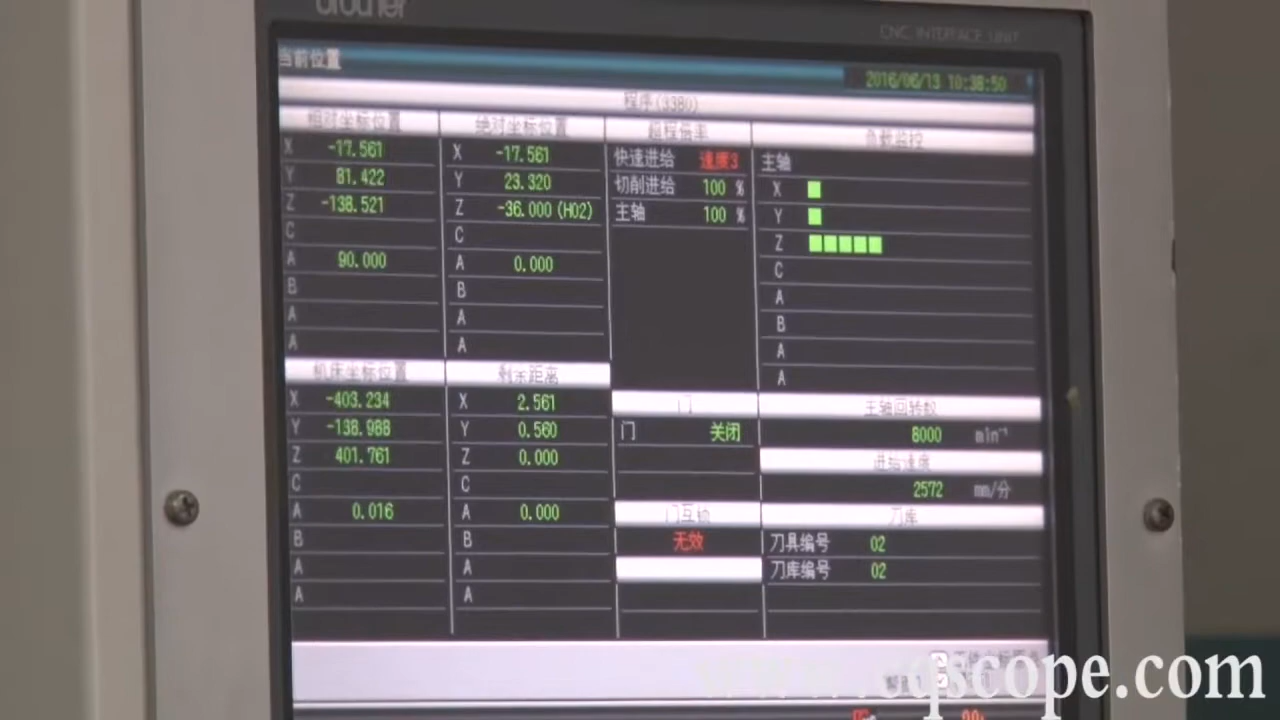 brother
CNC INTERFACE UNIT
当前位置
2016/06/13 10:38:50
程序(3380)
相对坐标位置
X -17.561
Y 81.422
Z -138.521
C
A 90.000
B
A
A
绝对坐标位置
X -17.561
Y 23.320
Z -36.000 (H02)
C
A 0.000
B
A
A
快速进给 速度3
切削进给 100 %
主轴 100 %
负载监控
主轴
X
Y
Z
C
A
B
A
A
机床坐标位置
X -403.234
Y -138.988
Z 401.761
C
A 0.016
B
A
A
剩余距离
X 2.561
Y 0.560
Z 0.000
C
A 0.000
B
A
A
门
门 关闭
门互锁
无效
主轴回转数
8000 min⁻¹
进给速度
2572 mm/分
刀库
刀具编号 02
刀库编号 02
cqscope.com